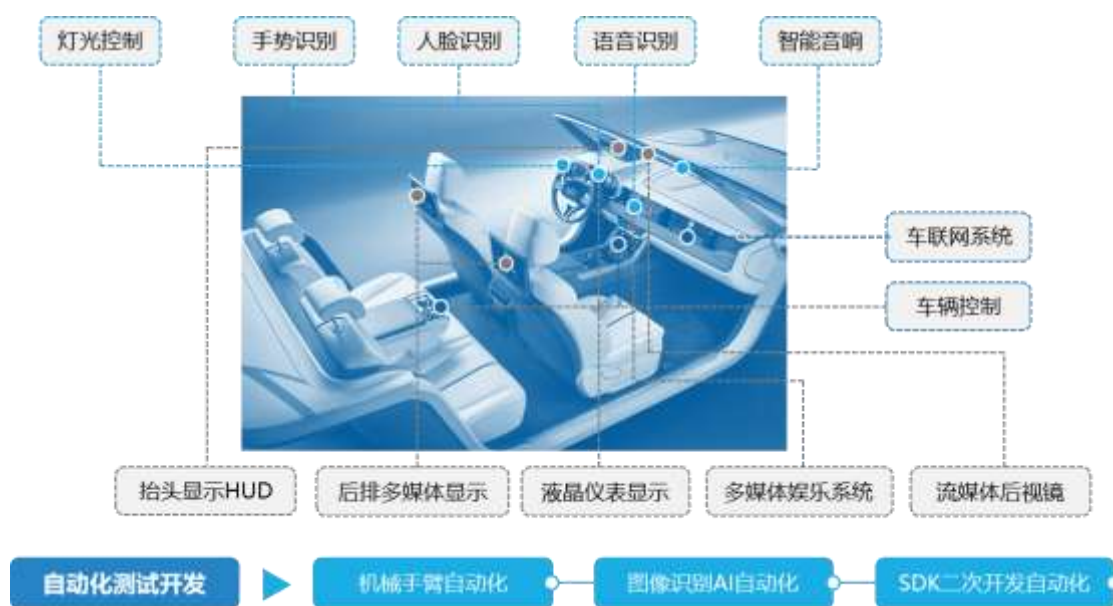 灯光控制
手势识别
人脸识别
语音识别
智能音响
车联网系统
车辆控制
抬头显示HUD
后排多媒体显示
液晶仪表显示
多媒体娱乐系统
流媒体后视镜
自动化测试开发
机械手臂自动化
图像识别AI自动化
SDK二次开发自动化